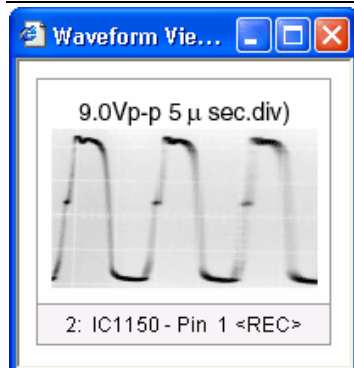 Waveform Vie...
9.0Vp-p 5 μ sec.div)
2: IC1150 - Pin 1 <REC>